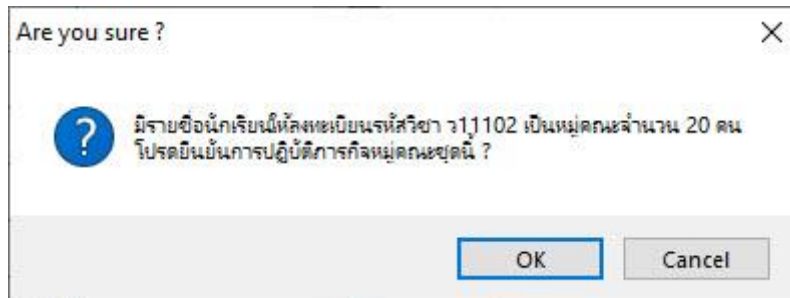 Are you sure ?
มีรายชื่อนักเรียนให้ลงทะเบียนรหัสวิชา ว11102 เป็นหมู่คณะจำนวน 20 คน
โปรดยืนยันการปฏิบัติภารกิจหมู่คณะชุดนี้ ?
OK
Cancel